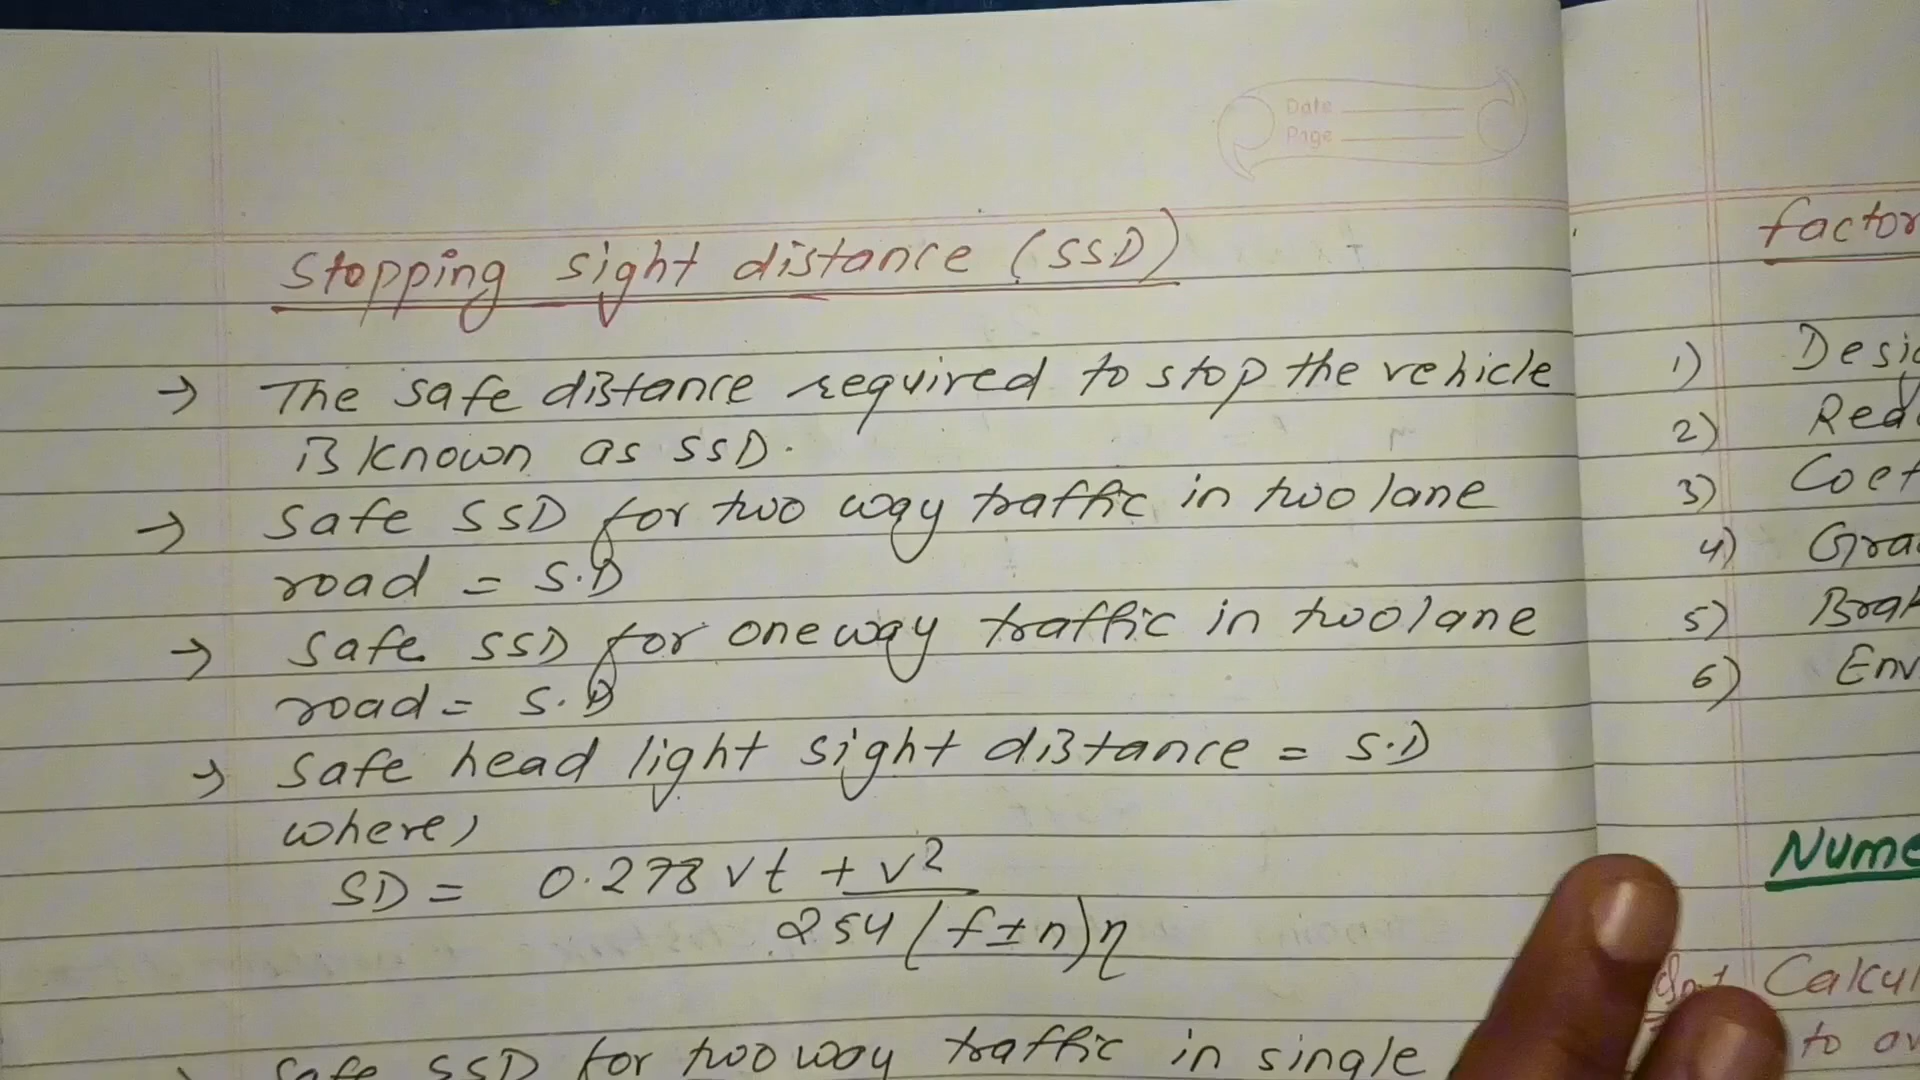 Date
Page
Stopping sight distance (SSD)
→ The safe distance required to stop the vehicle
is known as SSD.
→ Safe SSD for two way traffic in two lane
road = S.D
→ Safe SSD for one way traffic in two lane
road = S.D
→ Safe head light sight distance = S.D
where,
SD = 0.278 vt + v²
254 (f±n)η
Safe SSD for two way traffic in single
factor
1) Desig
2) Rea
3) Coef
4) Gra
5) Brak
6) Env
Nume
Calcul
to av